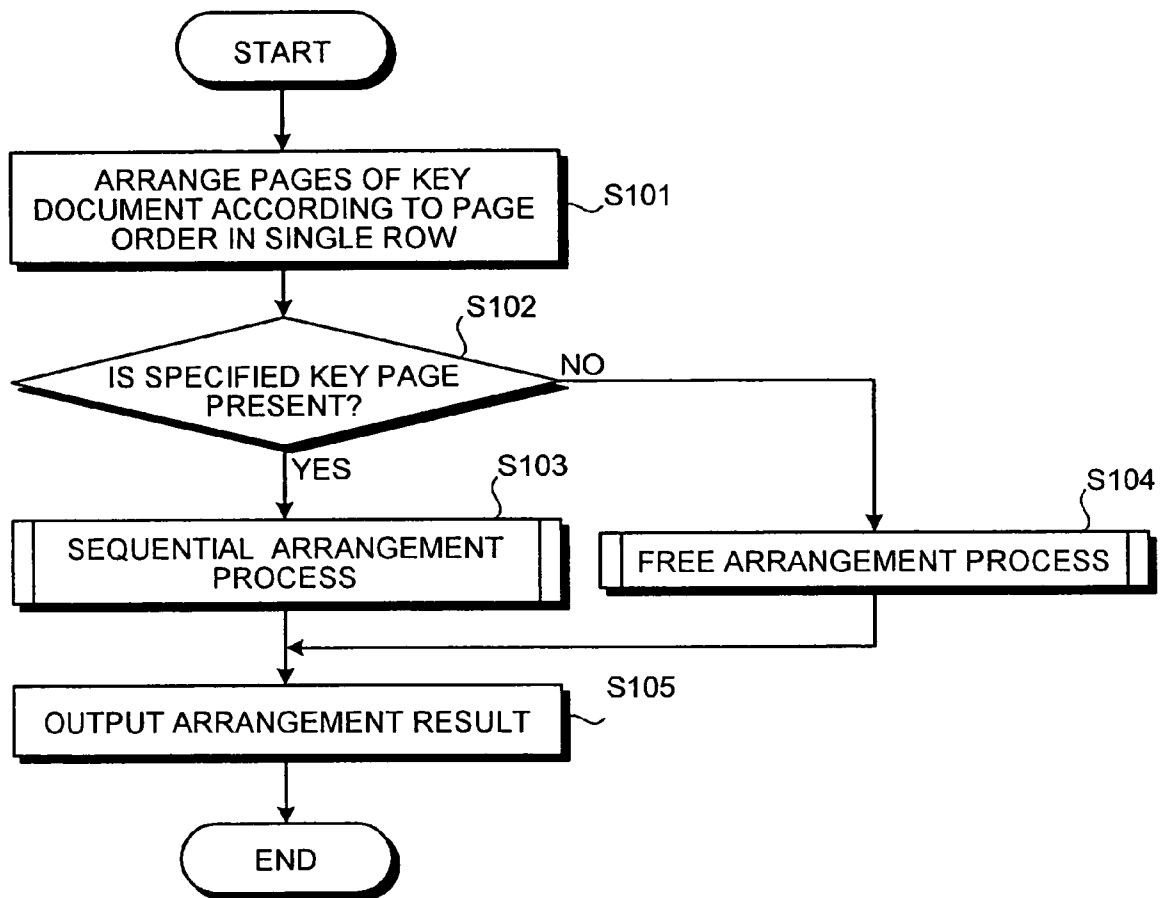 START
ARRANGE PAGES OF KEY
DOCUMENT ACCORDING TO PAGE
ORDER IN SINGLE ROW
S101
S102
IS SPECIFIED KEY PAGE
PRESENT?
NO
YES
S103
SEQUENTIAL ARRANGEMENT
PROCESS
S104
FREE ARRANGEMENT PROCESS
S105
OUTPUT ARRANGEMENT RESULT
END